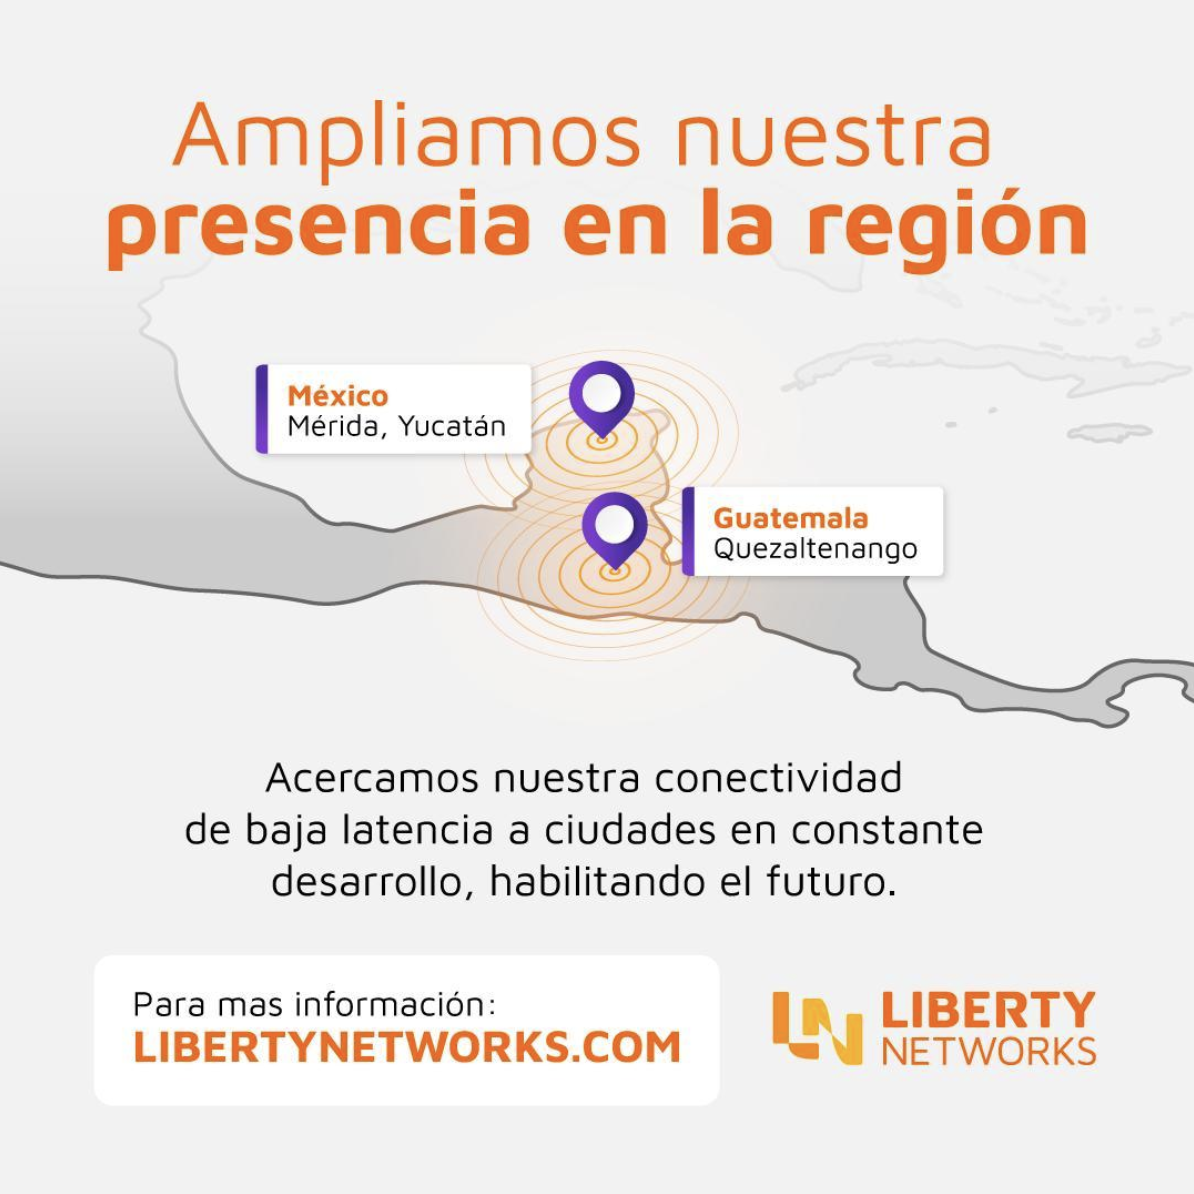 Ampliamos nuestra
presencia en la región
México
Mérida, Yucatán
Guatemala
Quezaltenango
Acercamos nuestra conectividad
de baja latencia a ciudades en constante
desarrollo, habilitando el futuro.
Para mas información:
LIBERTYNETWORKS.COM
LN LIBERTY
NETWORKS